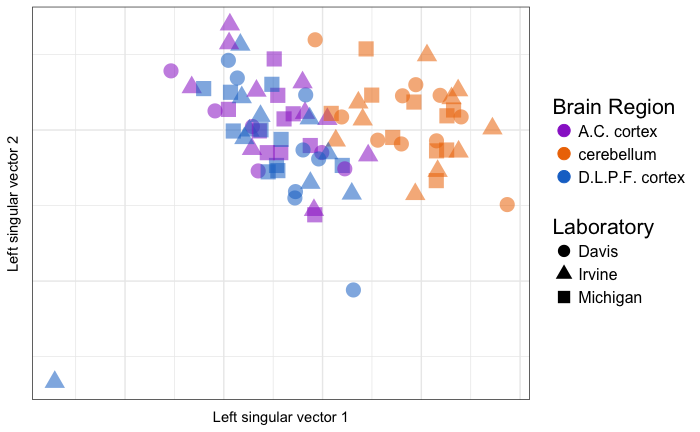 Left singular vector 2
Left singular vector 1
Brain Region
A.C. cortex
cerebellum
D.L.P.F. cortex
Laboratory
Davis
Irvine
Michigan